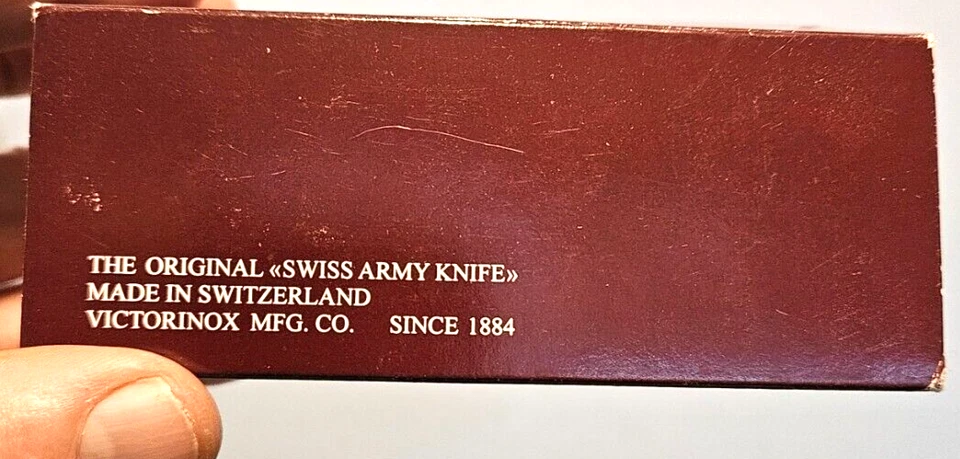 THE ORIGINAL «SWISS ARMY KNIFE»
MADE IN SWITZERLAND
VICTORINOX MFG. CO. SINCE 1884